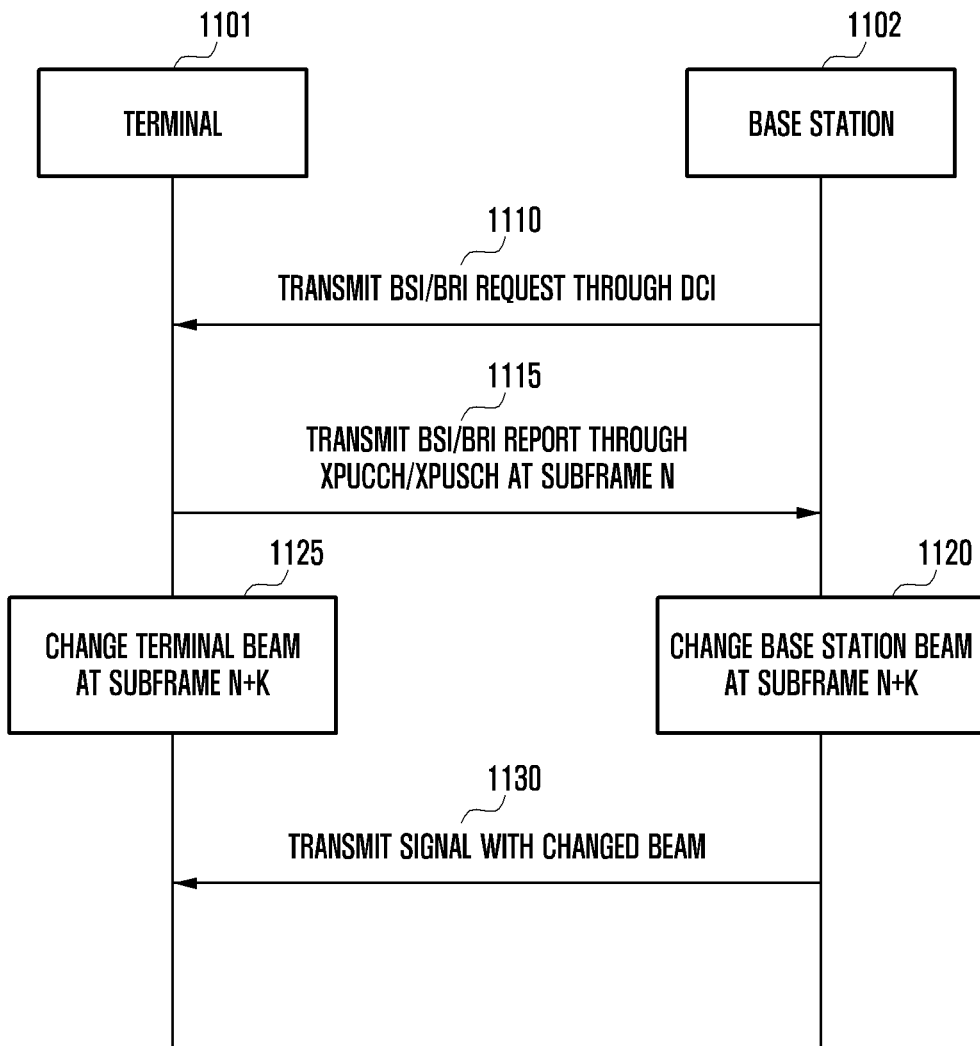 1101
1102
TERMINAL
BASE STATION
1110
TRANSMIT BSI/BRI REQUEST THROUGH DCI
1115
TRANSMIT BSI/BRI REPORT THROUGH
XPUCCH/XPUSCH AT SUBFRAME N
1125
1120
CHANGE TERMINAL BEAM
AT SUBFRAME N+K
CHANGE BASE STATION BEAM
AT SUBFRAME N+K
1130
TRANSMIT SIGNAL WITH CHANGED BEAM